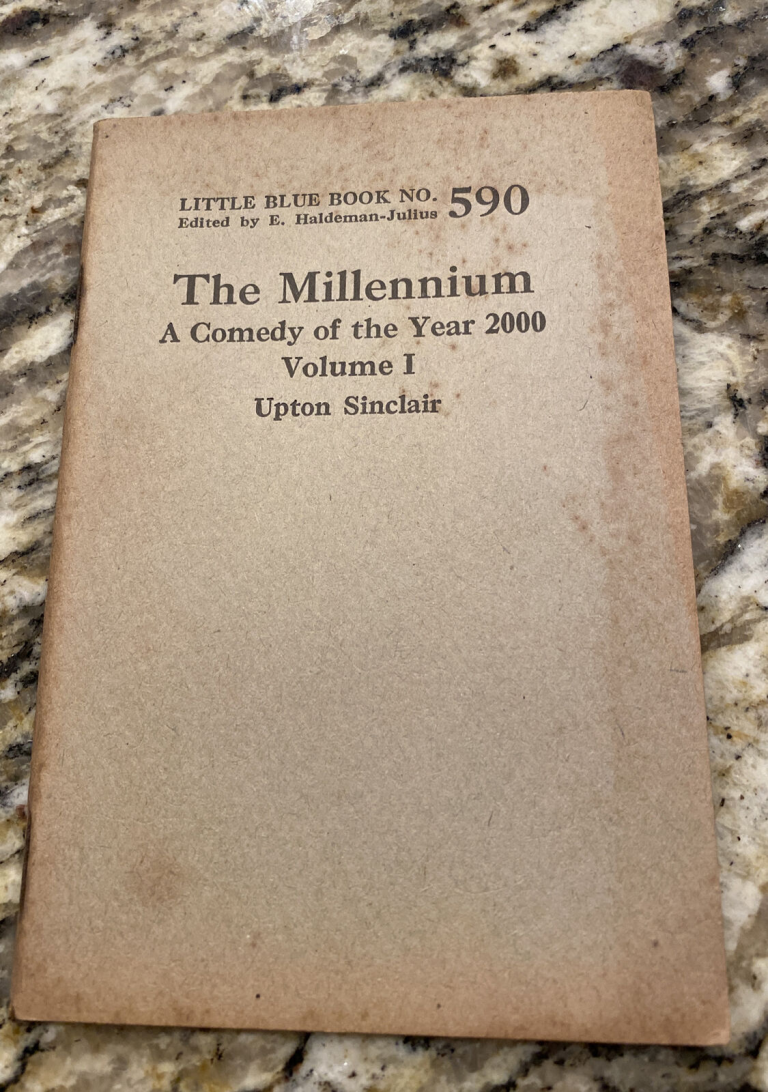 LITTLE BLUE BOOK NO. 590
Edited by E. Haldeman-Julius
The Millennium
A Comedy of the Year 2000
Volume I
Upton Sinclair